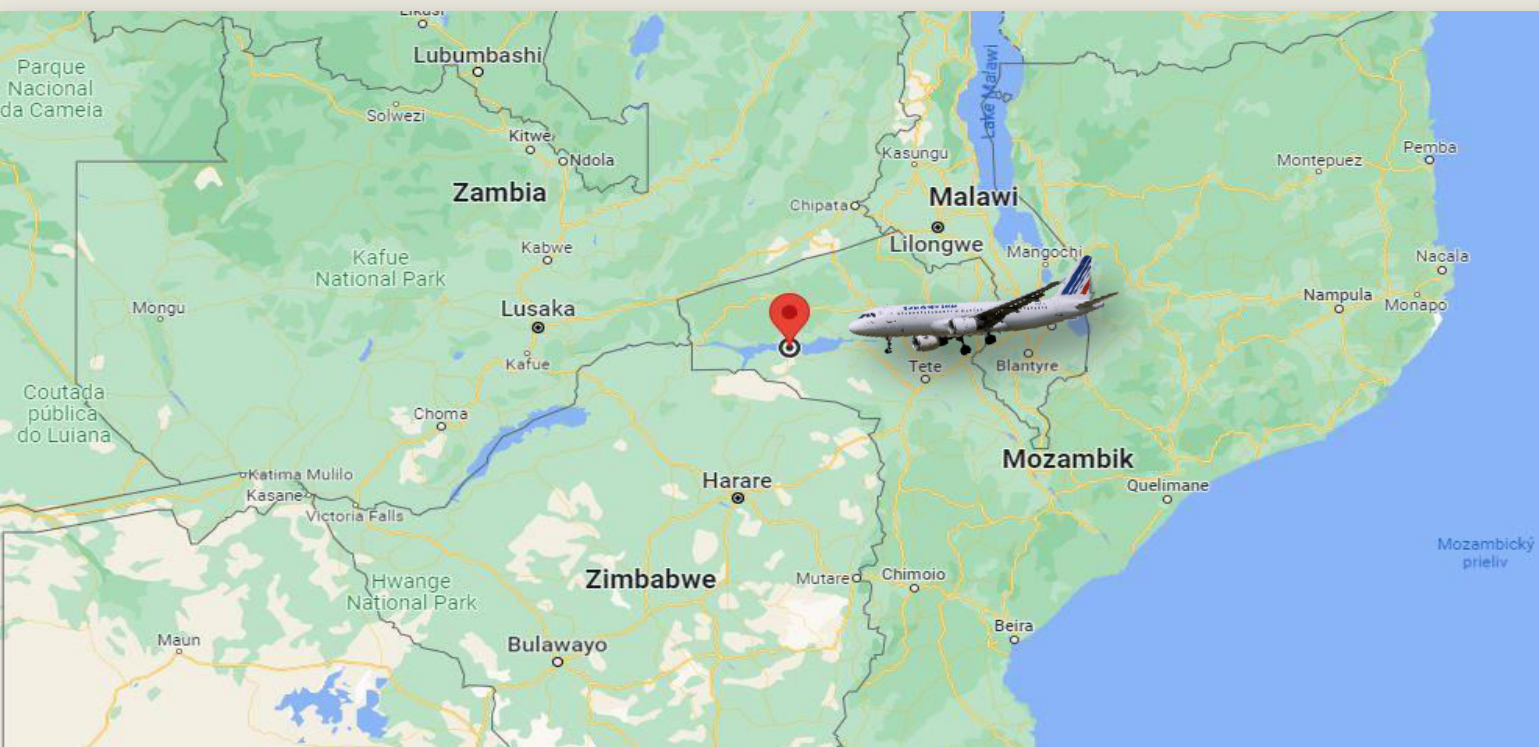 Likasi
Lubumbashi
Parque
Nacional
da Cameia
Solwezi
Kitwe
Ndola
Lake Malawi
Kasungu
Pemba
Montepuez
Zambia
Malawi
Chipata
Lilongwe
Mangochi
Kabwe
Kafue
National Park
Nacala
Mongu
Lusaka
Nampula
Monapo
Kafue
Tete
Blantyre
Coutada
pública
do Luiana
Choma
Mozambik
Katima Mulilo
Kasane
Harare
Quelimane
Victoria Falls
Mozambický
prieliv
Hwange
National Park
Zimbabwe
Mutare
Chimoio
Maun
Bulawayo
Beira